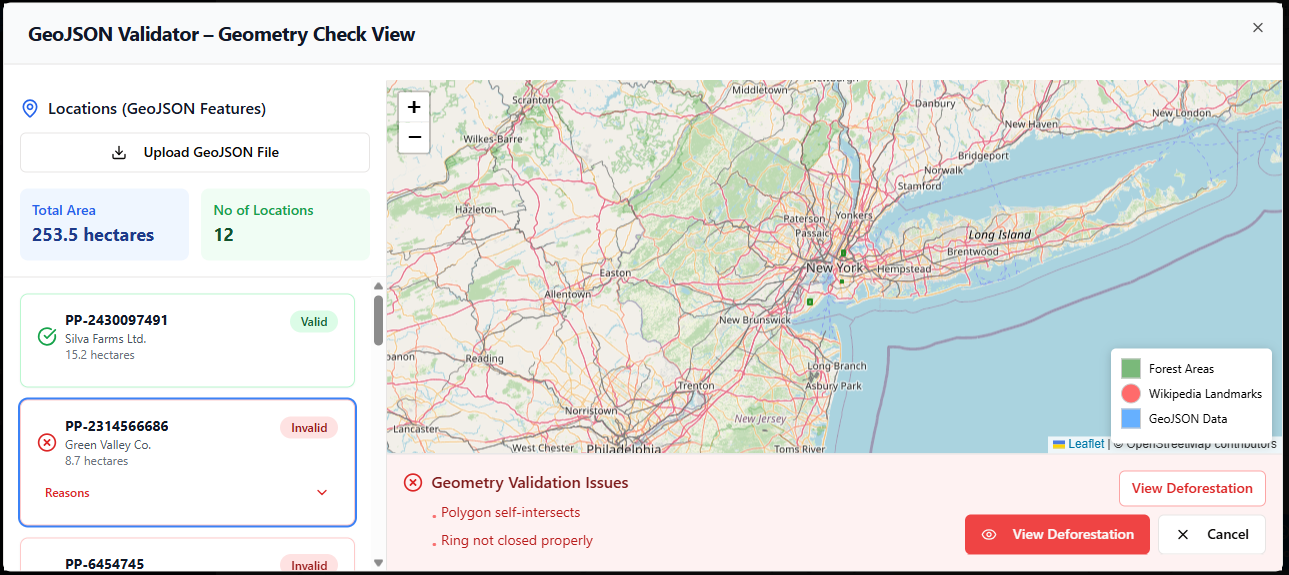 GeoJSON Validator – Geometry Check View
Locations (GeoJSON Features)
Upload GeoJSON File
Total Area
253.5 hectares
No of Locations
12
PP-2430097491
Valid
Silva Farms Ltd.
15.2 hectares
PP-2314566686
Invalid
Green Valley Co.
8.7 hectares
Reasons
PP-6454745
Invalid
+
−
Middletown
Scranton
Danbury
New London
New Haven
Wilkes-Barre
Bridgeport
Norwalk
Stamford
Hazleton
Paterson
Yonkers
Passaic
Long Island
Brentwood
New York
Hempstead
Easton
Allentown
New Brunswick
Reading
Long Branch
Asbury Park
Trenton
Norristown
New Jersey
Lancaster
West Chester
Philadelphia
Toms River
Forest Areas
Wikipedia Landmarks
GeoJSON Data
Leaflet | © OpenStreetMap contributors
Geometry Validation Issues
Polygon self-intersects
Ring not closed properly
View Deforestation
View Deforestation
Cancel